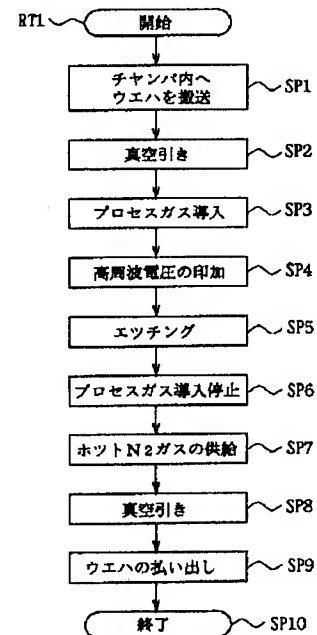 RT1 開始
チャンバ内へ
ウエハを搬送 SP1
真空引き SP2
プロセスガス導入 SP3
高周波電圧の印加 SP4
エツチング SP5
プロセスガス導入停止 SP6
ホツトN2ガスの供給 SP7
真空引き SP8
ウエハの払い出し SP9
終了 SP10